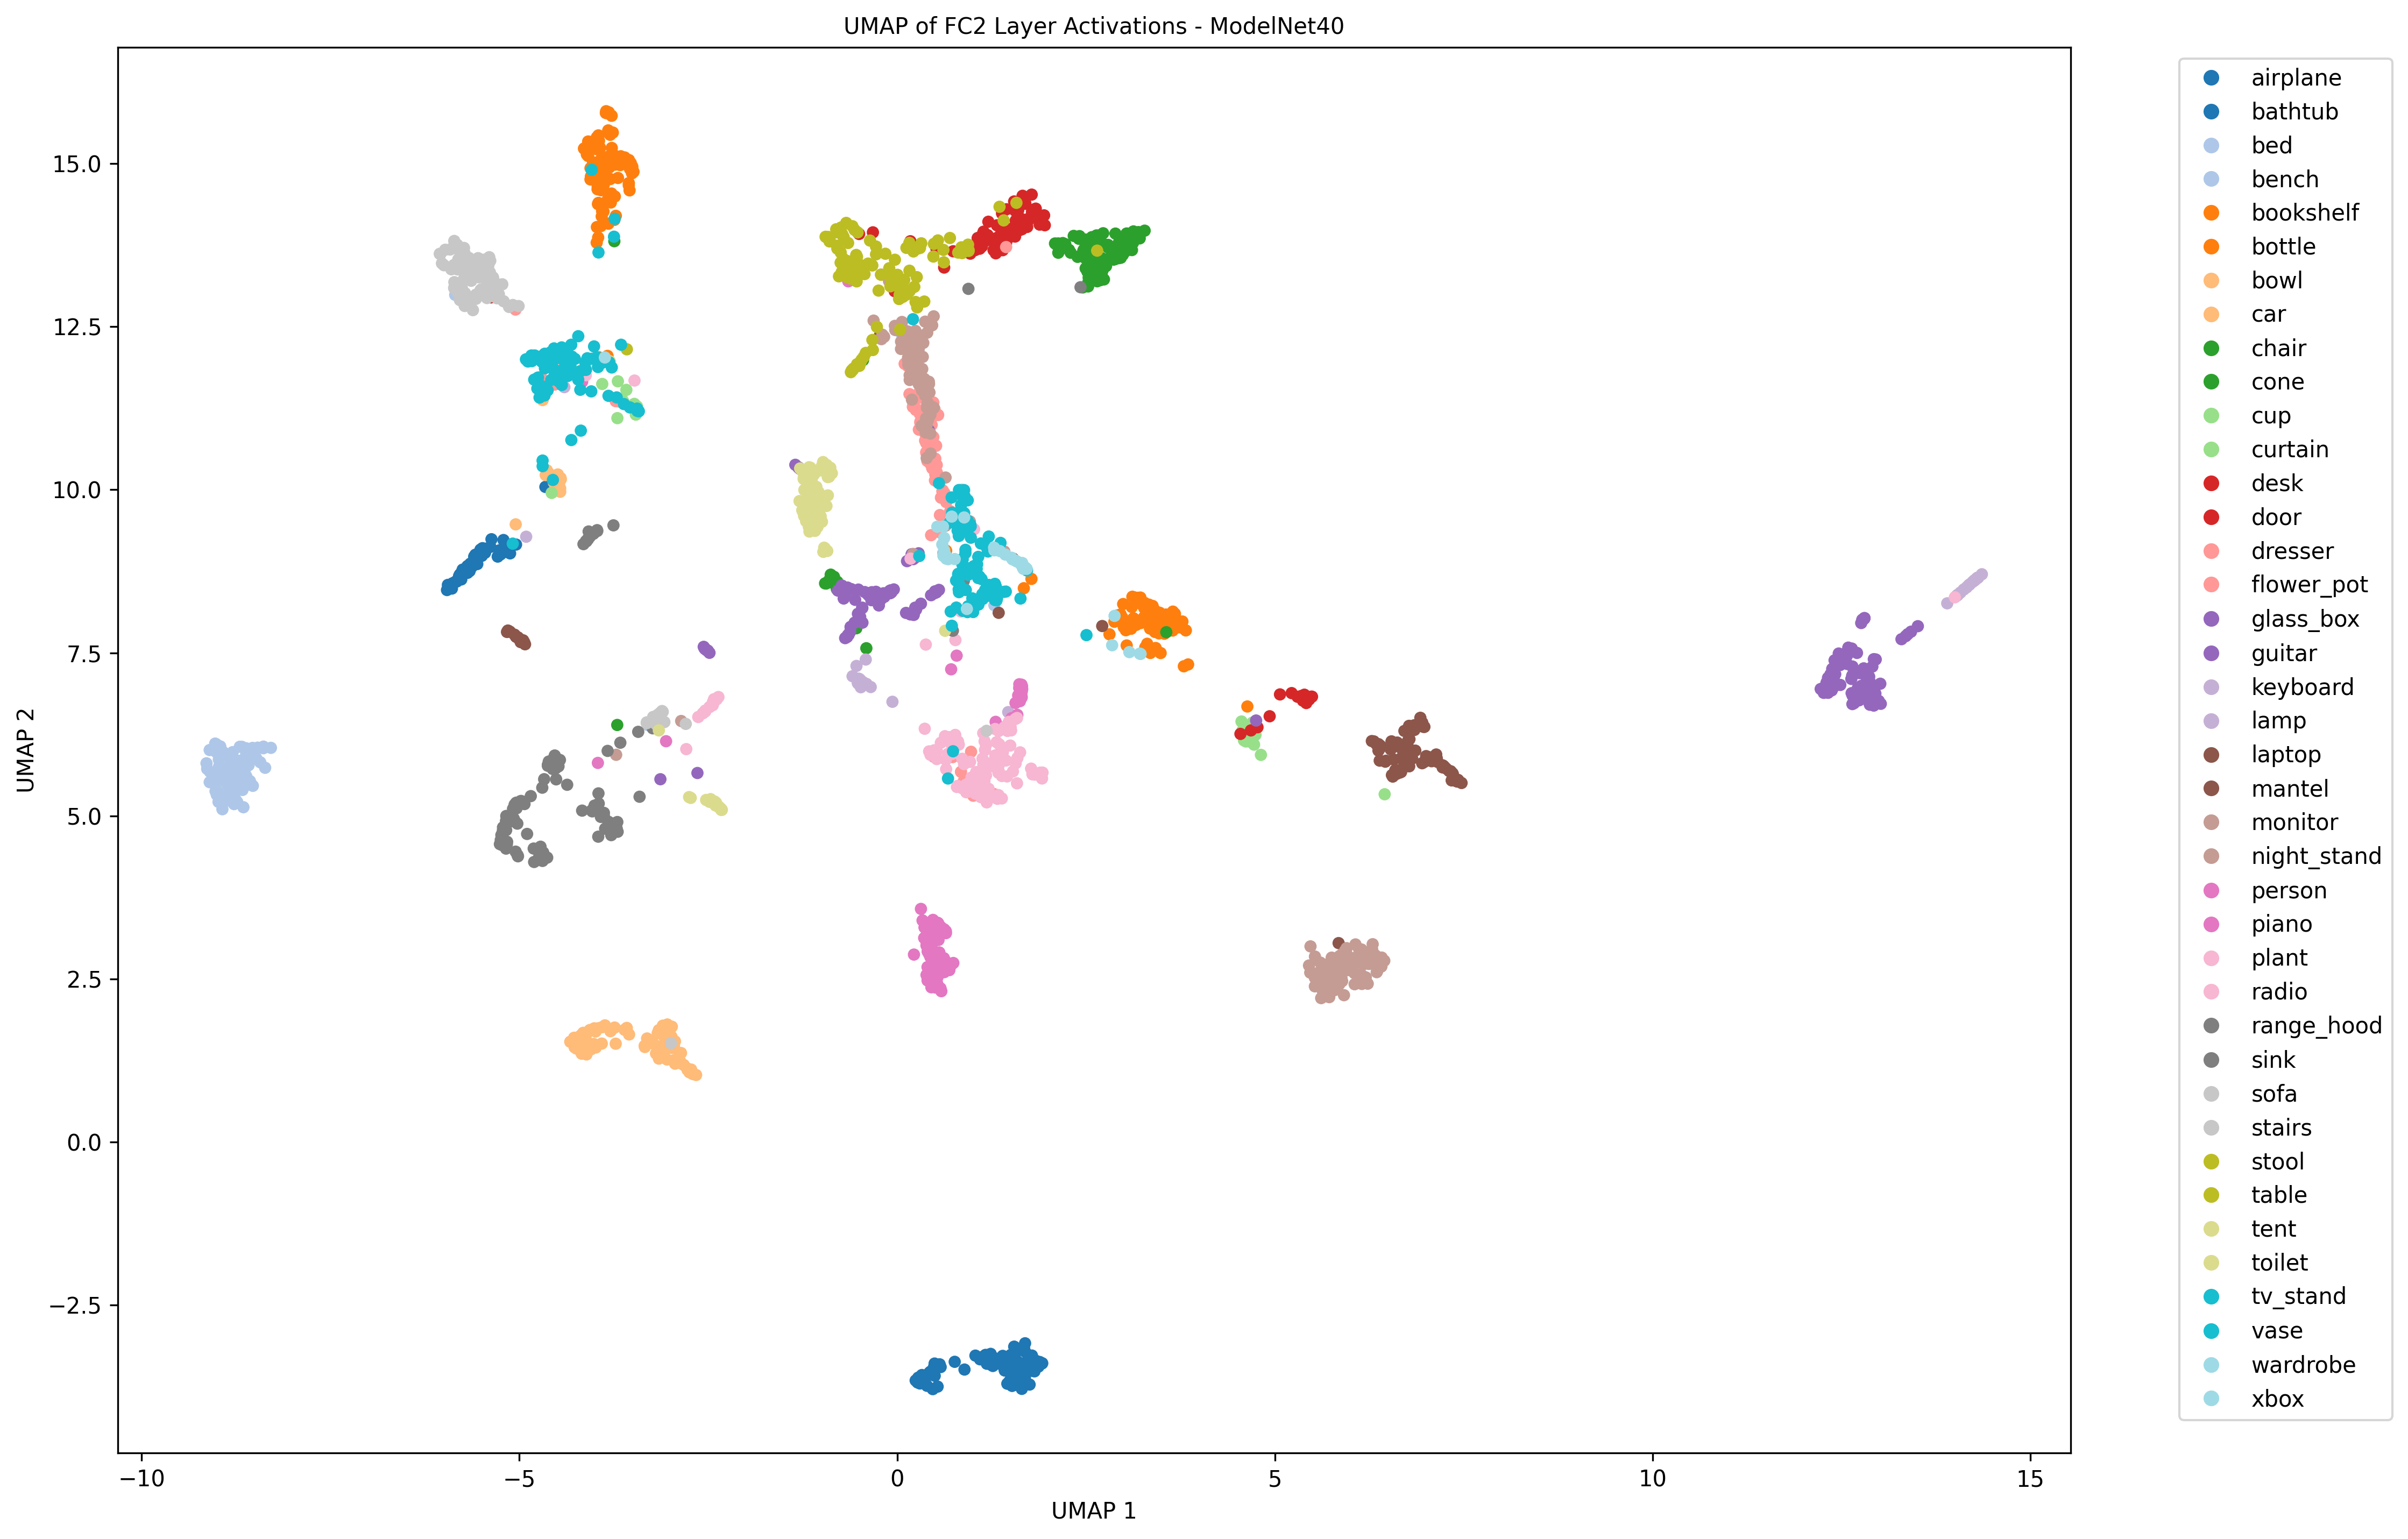 UMAP of FC2 Layer Activations - ModelNet40
15.0
12.5
10.0
7.5
5.0
2.5
0.0
−2.5
UMAP 2
−10
−5
0
5
10
15
UMAP 1
airplane
bathtub
bed
bench
bookshelf
bottle
bowl
car
chair
cone
cup
curtain
desk
door
dresser
flower_pot
glass_box
guitar
keyboard
lamp
laptop
mantel
monitor
night_stand
person
piano
plant
radio
range_hood
sink
sofa
stairs
stool
table
tent
toilet
tv_stand
vase
wardrobe
xbox